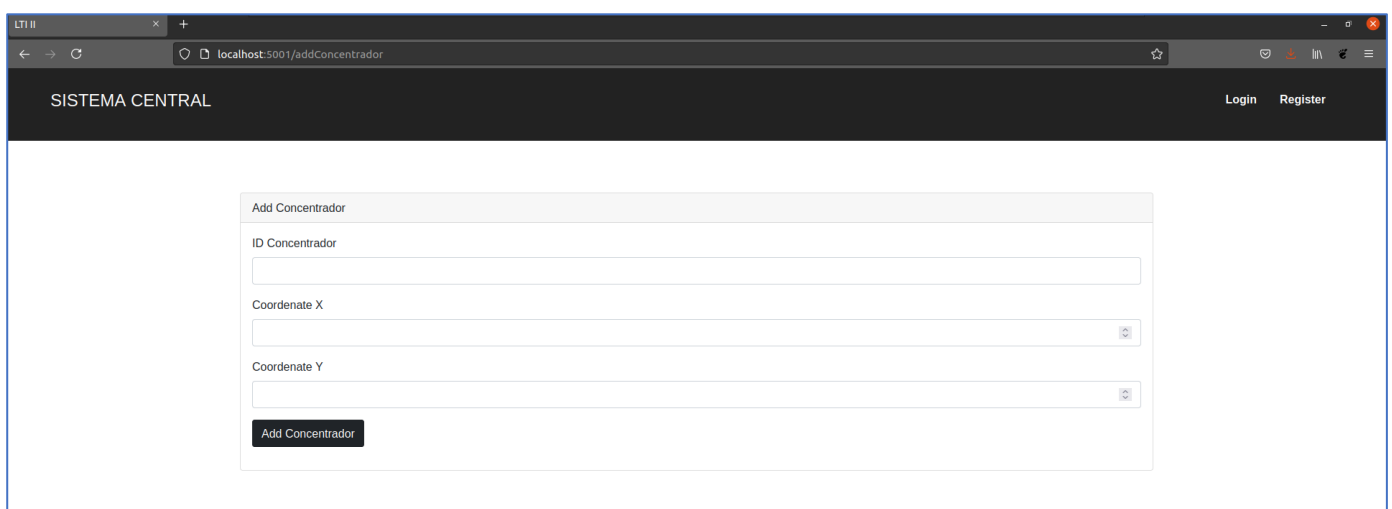 LTI II
localhost:5001/addConcentrador
SISTEMA CENTRAL
Login Register
Add Concentrador
ID Concentrador
Coordenate X
Coordenate Y
Add Concentrador